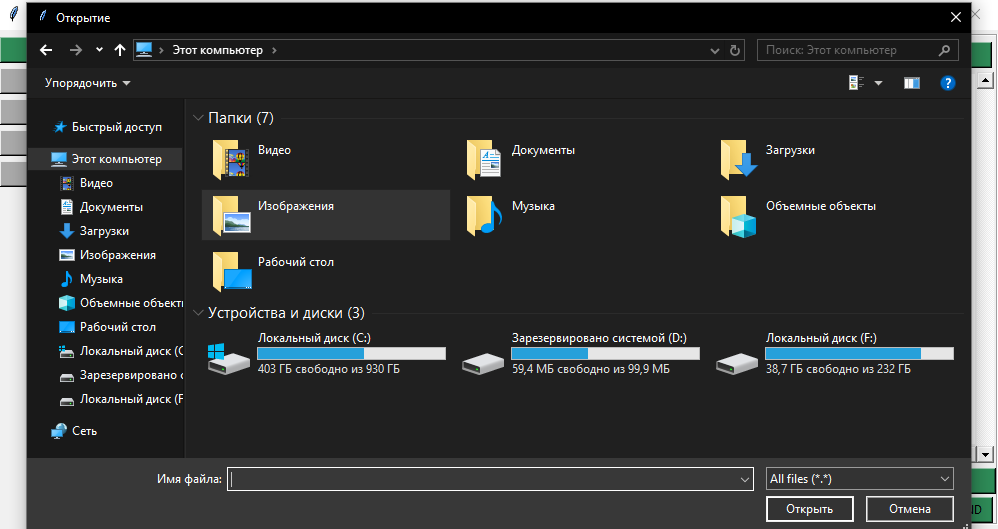 Открытие
Этот компьютер
Поиск: Этот компьютер
Упорядочить
Быстрый доступ
Этот компьютер
Видео
Документы
Загрузки
Изображения
Музыка
Объемные объекты
Рабочий стол
Локальный диск (C
Зарезервировано с
Локальный диск (F
Сеть
Папки (7)
Видео
Документы
Загрузки
Изображения
Музыка
Объемные объекты
Рабочий стол
Устройства и диски (3)
Локальный диск (C:)
403 ГБ свободно из 930 ГБ
Зарезервировано системой (D:)
59,4 МБ свободно из 99,9 МБ
Локальный диск (F:)
38,7 ГБ свободно из 232 ГБ
Имя файла:
All files (*.*)
Открыть
Отмена